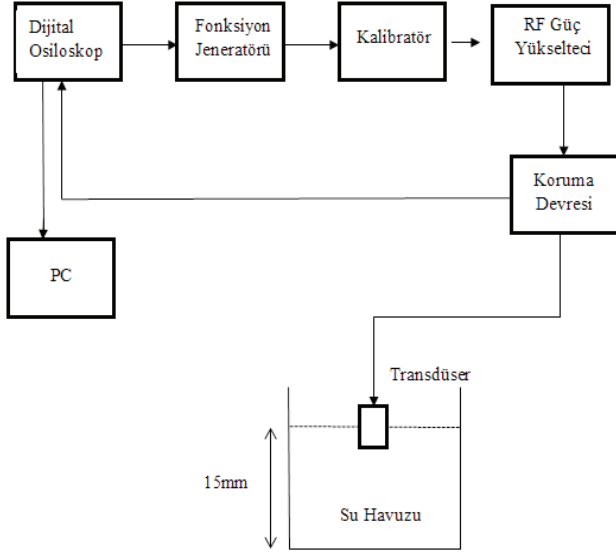 Dijital
Osiloskop
Fonksiyon
Jeneratörü
Kalibratör
RF Güç
Yükselteci
Koruma
Devresi
PC
Transdüser
15mm
Su Havuzu